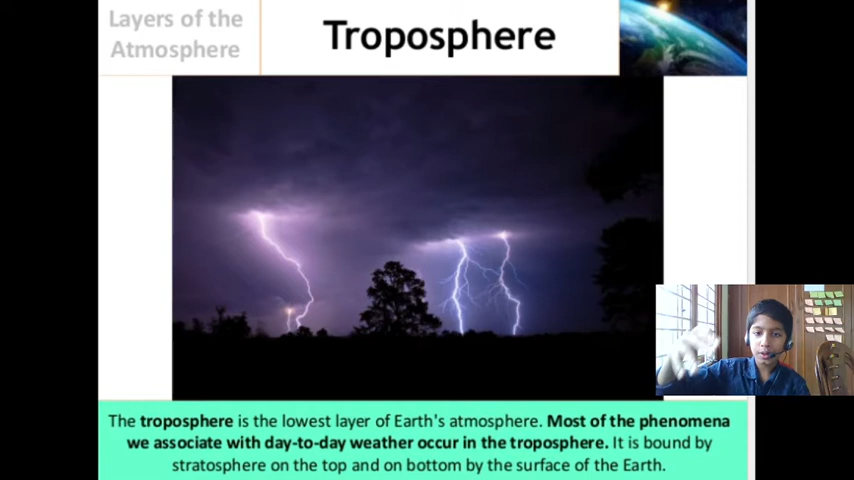 Layers of the
Atmosphere
Troposphere
The troposphere is the lowest layer of Earth's atmosphere. Most of the phenomena
we associate with day-to-day weather occur in the troposphere. It is bound by
stratosphere on the top and on bottom by the surface of the Earth.